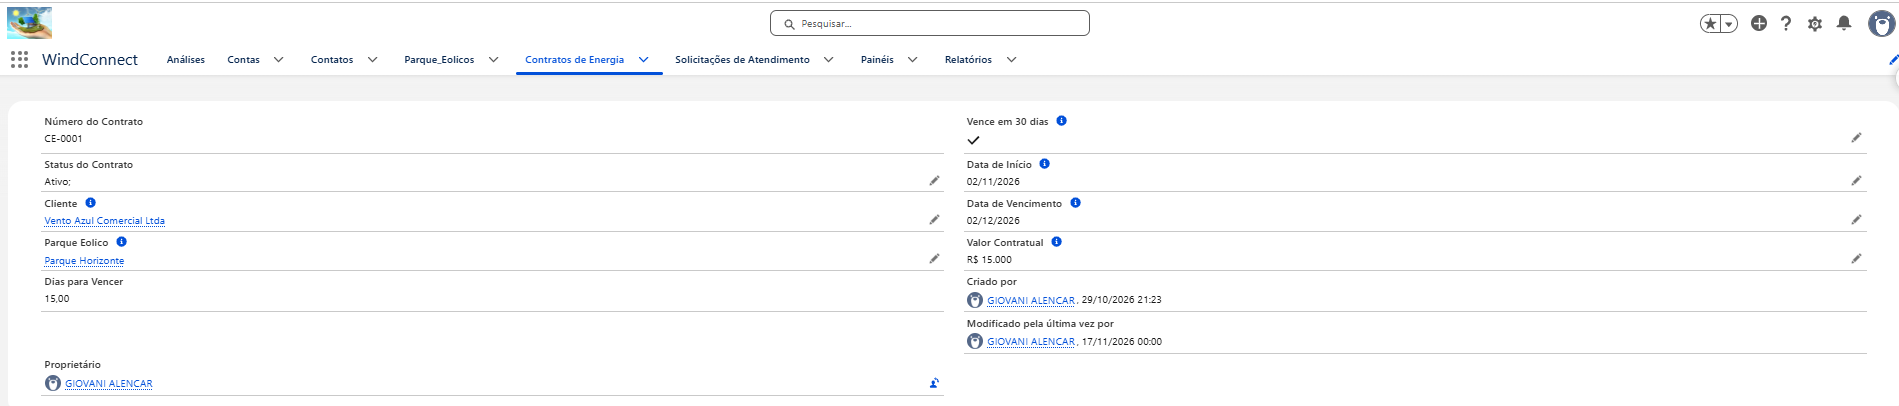 Pesquisar...
WindConnect
Análises
Contas
Contatos
Parque_Eolicos
Contratos de Energia
Solicitações de Atendimento
Painéis
Relatórios
Número do Contrato
CE-0001
Status do Contrato
Ativo;
Cliente
Vento Azul Comercial Ltda
Parque Eolico
Parque Horizonte
Dias para Vencer
15,00
Proprietário
GIOVANI ALENCAR
Vence em 30 dias
Data de Início
02/11/2026
Data de Vencimento
02/12/2026
Valor Contratual
R$ 15.000
Criado por
GIOVANI ALENCAR, 29/10/2026 21:23
Modificado pela última vez por
GIOVANI ALENCAR, 17/11/2026 00:00